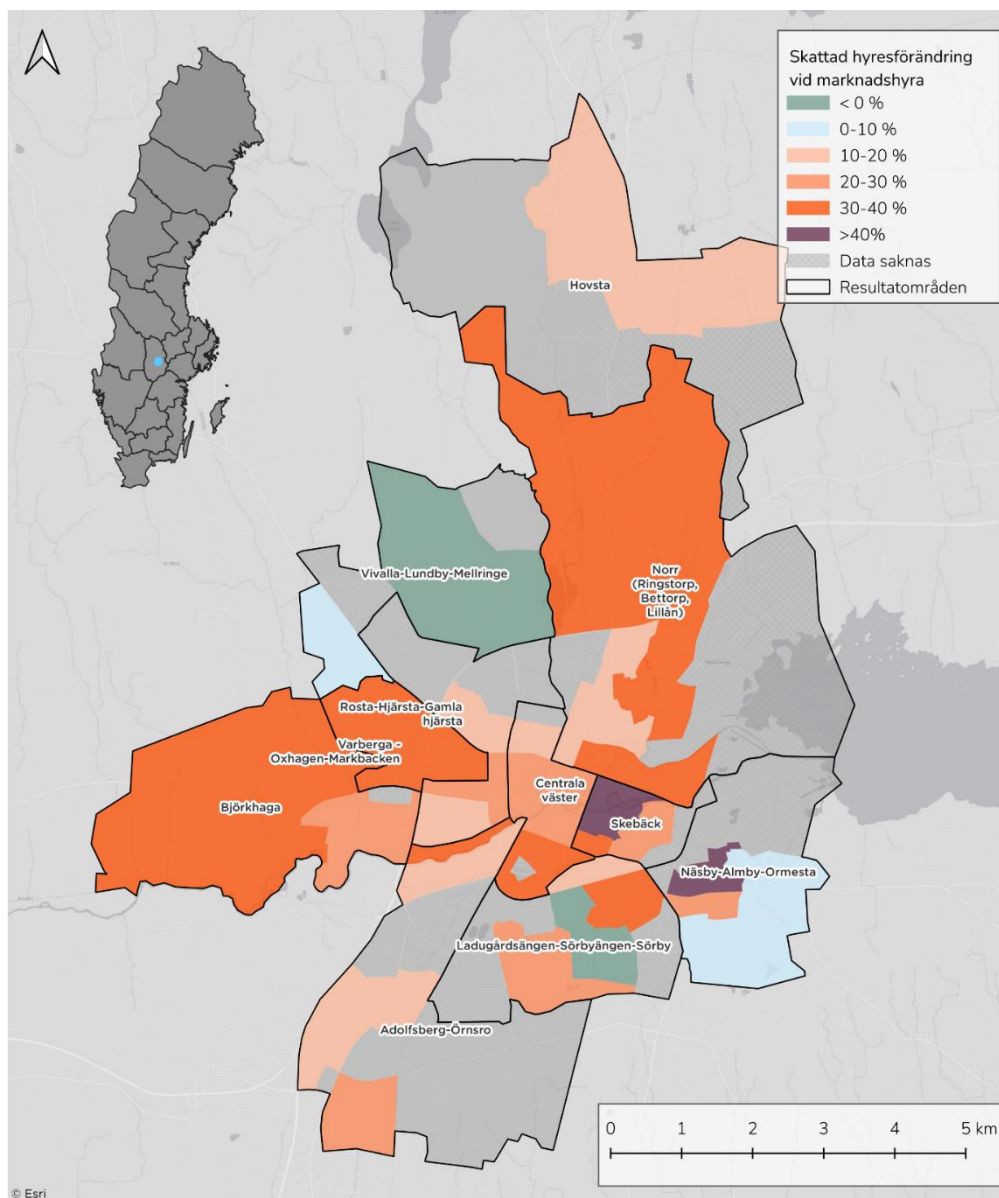 Skattad hyresförändring
vid marknadshyra
< 0 %
0-10 %
10-20 %
20-30 %
30-40 %
>40%
Data saknas
Resultatområden
Hovsta
Vivalla-Lundby-Mellringe
Norr
(Ringstorp,
Bettorp,
Lillån)
Rosta-Hjärsta-Gamla
hjärsta
Varberga -
Oxhagen-Markbacken
Björkhaga
Centrala
väster
Skebäck
Näsby-Almby-Ormesta
Ladugårdsängen-Sörbyängen-Sörby
Adolfsberg-Örnsro
0 1 2 3 4 5 km
© Esri